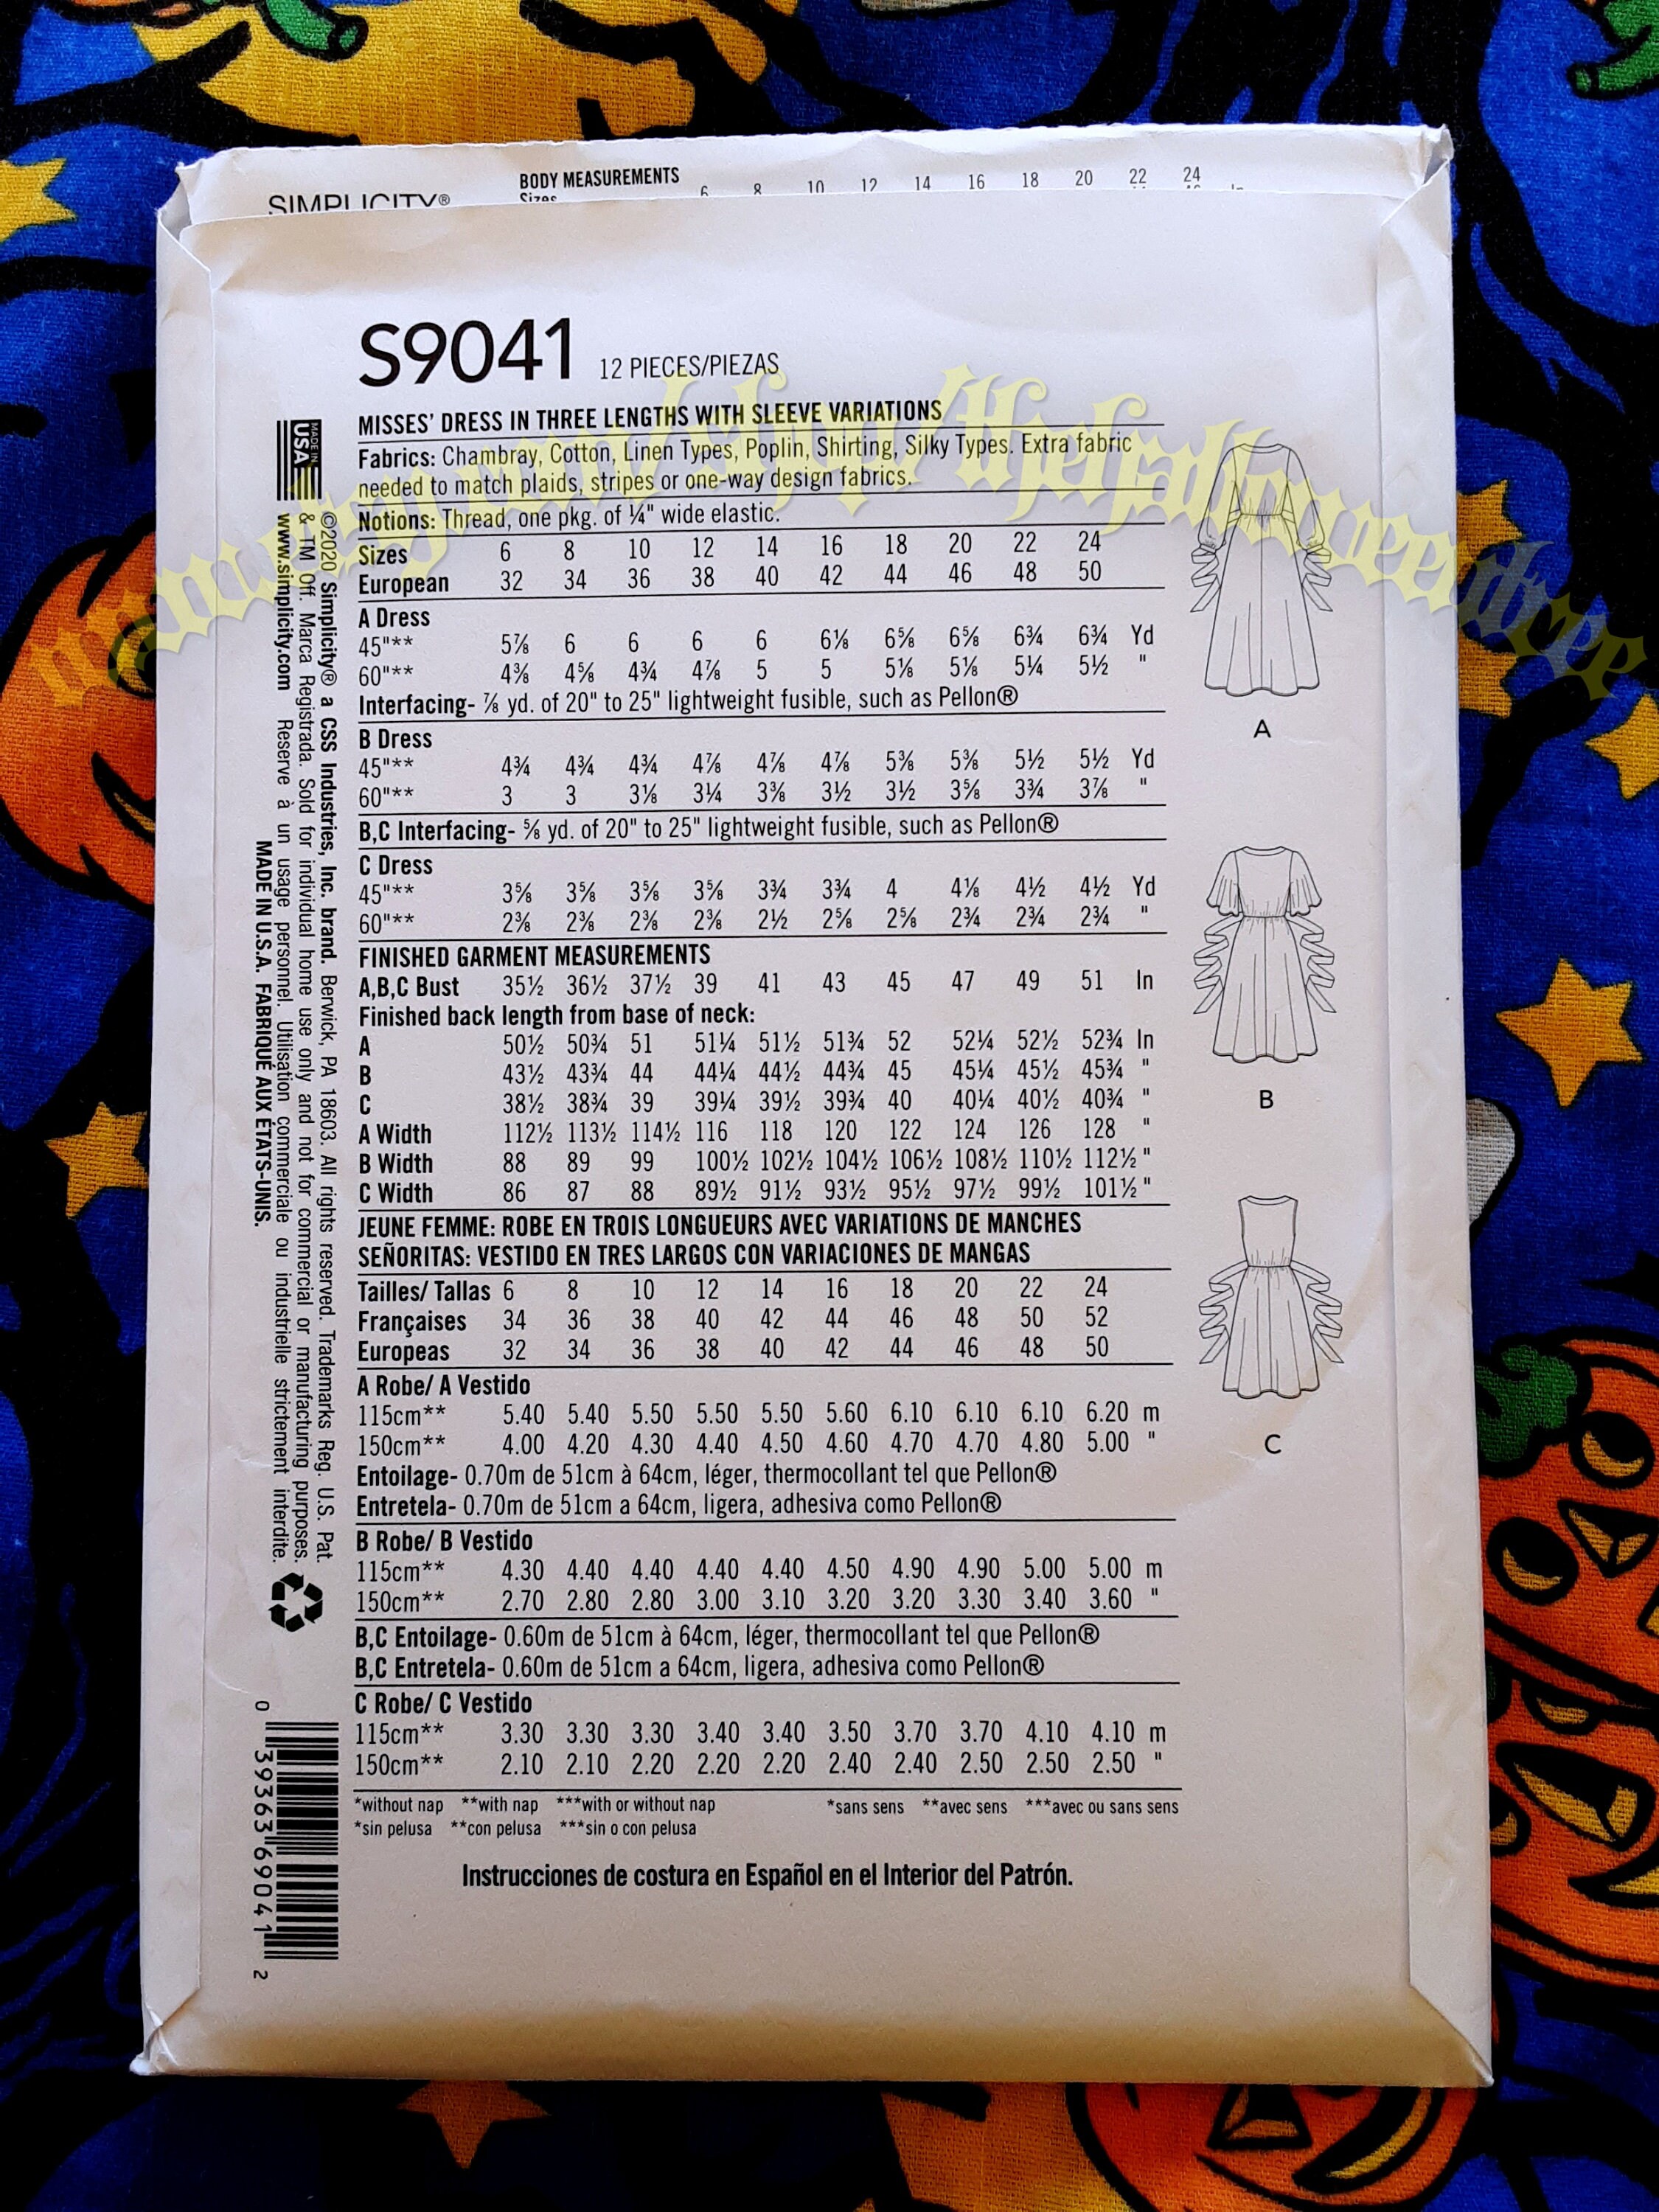 SIMPLICITY®
BODY MEASUREMENTS
Sizes 6 8 10 12 14 16 18 20 22 24
S9041 12 PIECES/PIEZAS
MISSES' DRESS IN THREE LENGTHS WITH SLEEVE VARIATIONS
Fabrics: Chambray, Cotton, Linen Types, Poplin, Shirting, Silky Types. Extra fabric
needed to match plaids, stripes or one-way design fabrics.
Notions: Thread, one pkg. of ¼" wide elastic.
Sizes 6 8 10 12 14 16 18 20 22 24
European 32 34 36 38 40 42 44 46 48 50
A Dress
45"** 5⅞ 6 6 6 6 6⅛ 6⅝ 6⅝ 6¾ 6¾ Yd
60"** 4⅜ 4⅝ 4¾ 4⅞ 5 5 5⅛ 5⅛ 5¼ 5½ "
Interfacing- ⅞ yd. of 20" to 25" lightweight fusible, such as Pellon®
B Dress
45"** 4¾ 4¾ 4¾ 4⅞ 4⅞ 4⅞ 5⅜ 5⅜ 5½ 5½ Yd
60"** 3 3 3⅛ 3¼ 3⅜ 3½ 3½ 3⅝ 3¾ 3⅞ "
B,C Interfacing- ⅝ yd. of 20" to 25" lightweight fusible, such as Pellon®
C Dress
45"** 3⅝ 3⅝ 3⅝ 3⅝ 3¾ 3¾ 4 4⅛ 4½ 4½ Yd
60"** 2⅜ 2⅜ 2⅜ 2⅜ 2½ 2⅝ 2⅝ 2¾ 2¾ 2¾ "
FINISHED GARMENT MEASUREMENTS
A,B,C Bust 35½ 36½ 37½ 39 41 43 45 47 49 51 In
Finished back length from base of neck:
A 50½ 50¾ 51 51¼ 51½ 51¾ 52 52¼ 52½ 52¾ In
B 43½ 43¾ 44 44¼ 44½ 44¾ 45 45¼ 45½ 45¾ "
C 38½ 38¾ 39 39¼ 39½ 39¾ 40 40¼ 40½ 40¾ "
A Width 112½ 113½ 114½ 116 118 120 122 124 126 128 "
B Width 88 89 99 100½ 102½ 104½ 106½ 108½ 110½ 112½ "
C Width 86 87 88 89½ 91½ 93½ 95½ 97½ 99½ 101½ "
JEUNE FEMME: ROBE EN TROIS LONGUEURS AVEC VARIATIONS DE MANCHES
SEÑORITAS: VESTIDO EN TRES LARGOS CON VARIACIONES DE MANGAS
Tailles/ Tallas 6 8 10 12 14 16 18 20 22 24
Françaises 34 36 38 40 42 44 46 48 50 52
Europeas 32 34 36 38 40 42 44 46 48 50
A Robe/ A Vestido
115cm** 5.40 5.40 5.50 5.50 5.50 5.60 6.10 6.10 6.10 6.20 m
150cm** 4.00 4.20 4.30 4.40 4.50 4.60 4.70 4.70 4.80 5.00 "
Entoilage- 0.70m de 51cm à 64cm, léger, thermocollant tel que Pellon®
Entretela- 0.70m de 51cm a 64cm, ligera, adhesiva como Pellon®
B Robe/ B Vestido
115cm** 4.30 4.40 4.40 4.40 4.40 4.50 4.90 4.90 5.00 5.00 m
150cm** 2.70 2.80 2.80 3.00 3.10 3.20 3.20 3.30 3.40 3.60 "
B,C Entoilage- 0.60m de 51cm à 64cm, léger, thermocollant tel que Pellon®
B,C Entretela- 0.60m de 51cm a 64cm, ligera, adhesiva como Pellon®
C Robe/ C Vestido
115cm** 3.30 3.30 3.30 3.40 3.40 3.50 3.70 3.70 4.10 4.10 m
150cm** 2.10 2.10 2.20 2.20 2.20 2.40 2.40 2.50 2.50 2.50 "
*without nap **with nap ***with or without nap *sans sens **avec sens ***avec ou sans sens
*sin pelusa **con pelusa ***sin o con pelusa
Instrucciones de costura en Español en el Interior del Patrón.
A
B
C
MADE IN
USA
©2020 Simplicity® a CSS Industries, Inc. brand. Berwick, PA 18603. All rights reserved. Trademarks Reg. U.S. Pat.
& TM Off. Marca Registrada. Sold for individual home use only and not for commercial or manufacturing purposes.
www.simplicity.com Reserve à un usage personnel. Utilisation commerciale ou industrielle strictement interdite.
MADE IN U.S.A. FABRIQUÉ AUX ÉTATS-UNIS.
0 39363 69041 2